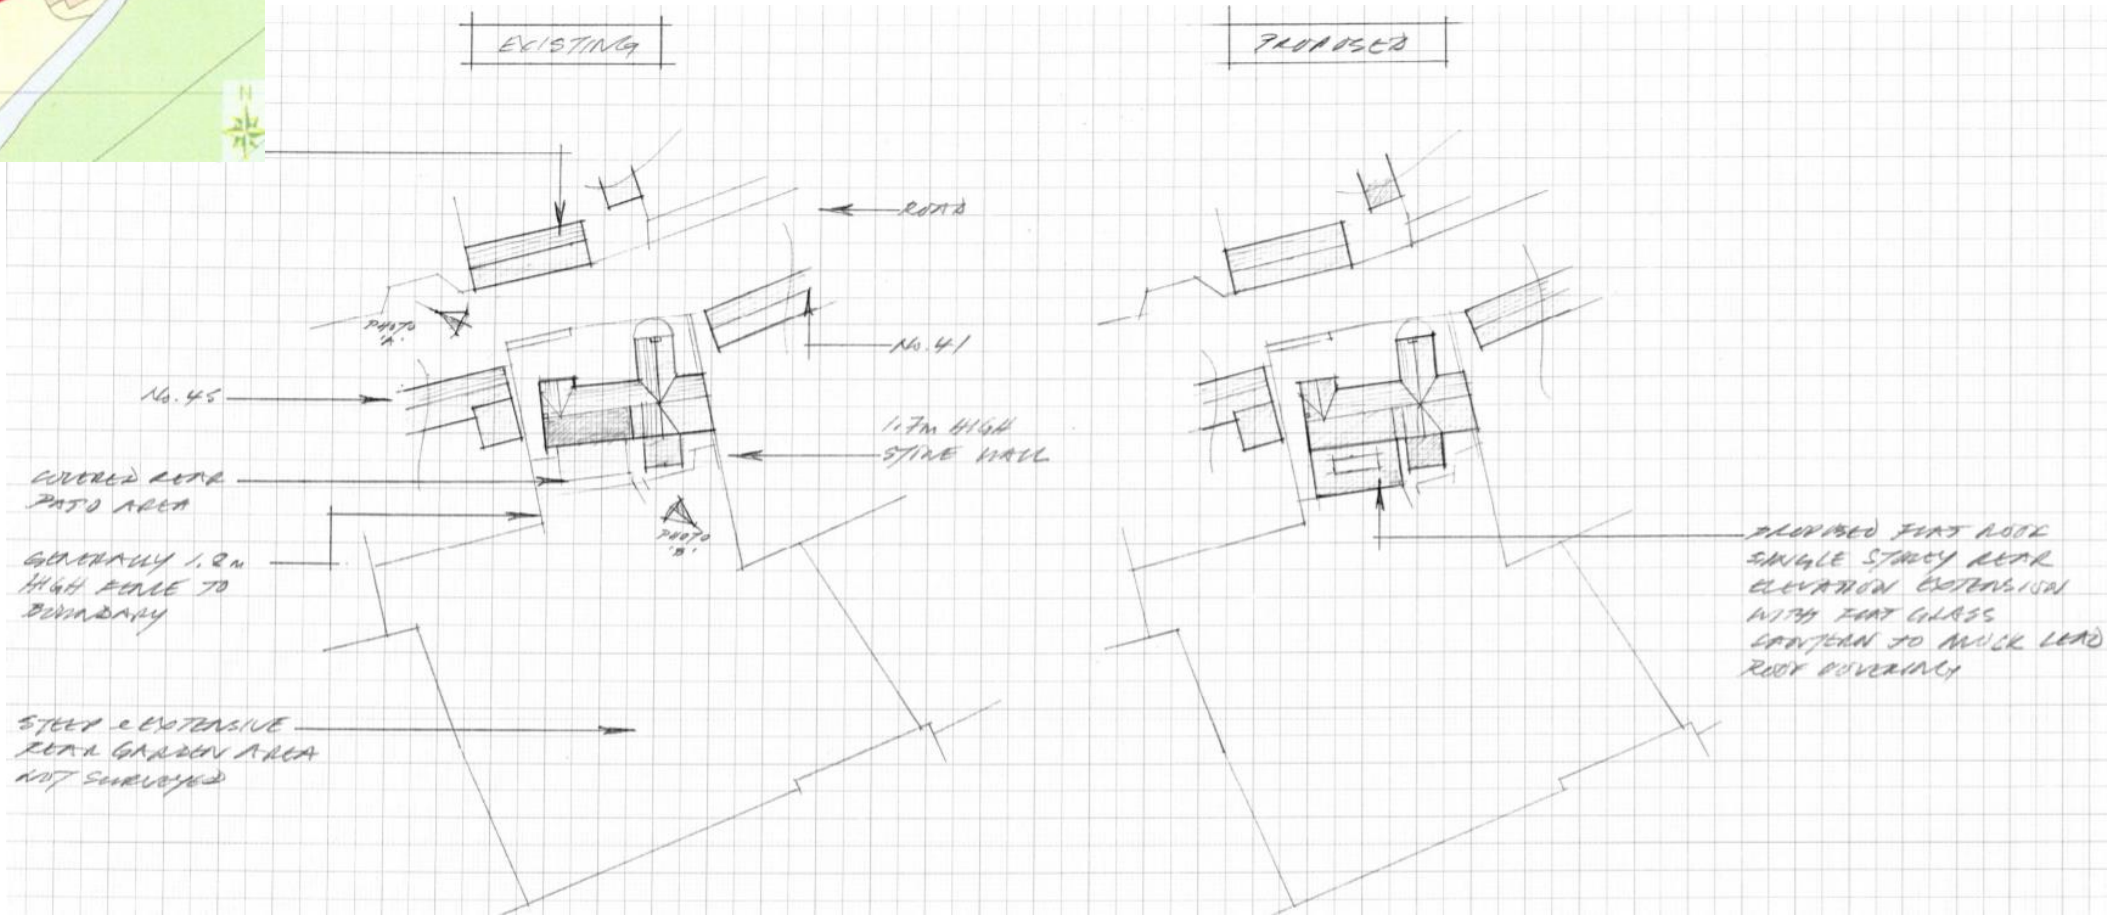 EXISTING
PROPOSED
N
ROAD
PHOTO
'A'
No. 41
No. 45
1.7m HIGH
STONE WALL
COVERED REAR
PATIO AREA
PHOTO
'B'
GENERALLY 1.8m
HIGH FENCE TO
BOUNDARY
PROPOSED FLAT ROOF
SINGLE STOREY REAR
ELEVATION EXTENSION
WITH FLAT GLASS
LANTERN TO MOCK LEAD
ROOF COVERING
STEEP & EXTENSIVE
REAR GARDEN AREA
NOT SURVEYED